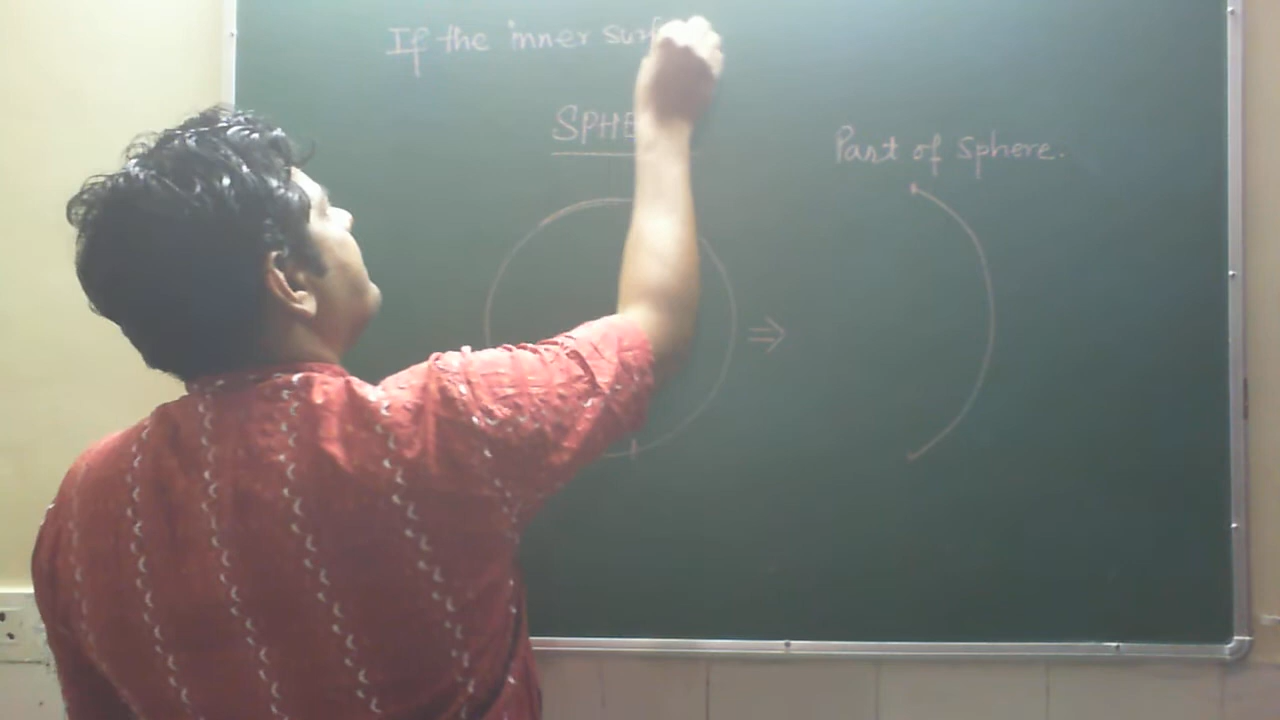 If the inner surf
SPHE
Part of Sphere.